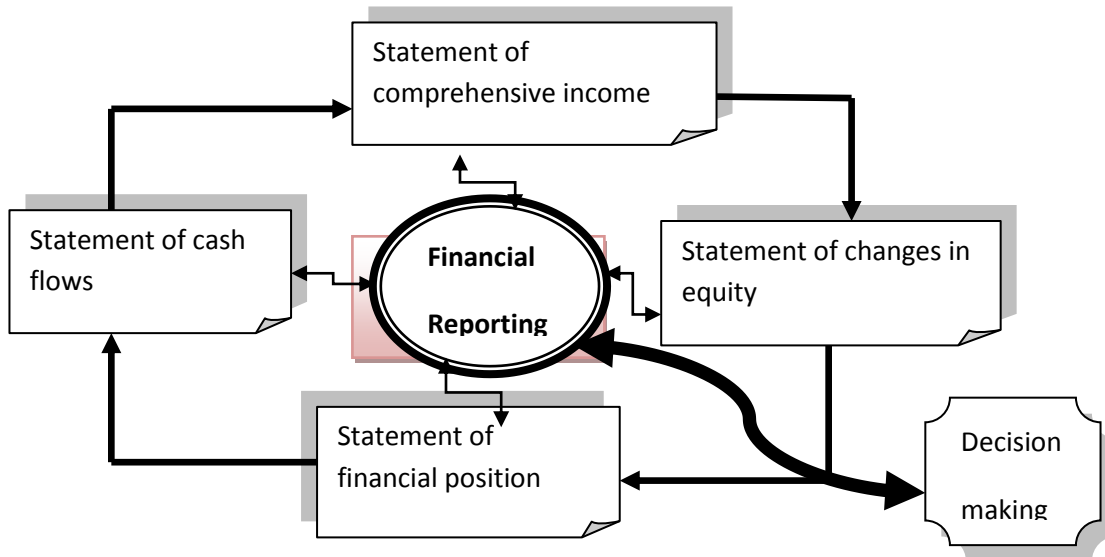 Statement of
comprehensive income
Statement of cash
flows
Financial
Reporting
Statement of changes in
equity
Statement of
financial position
Decision
making